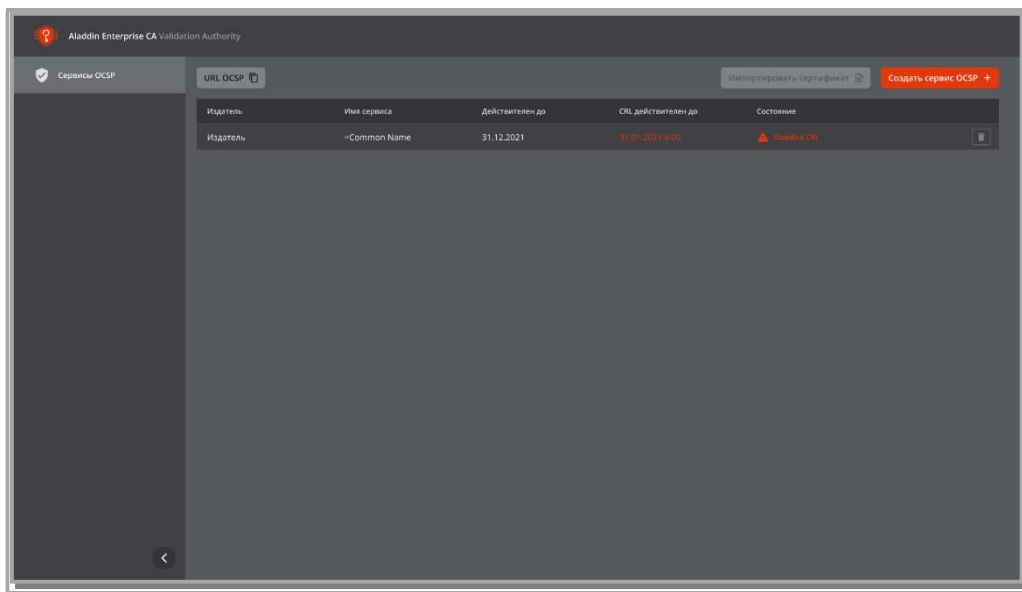 Aladdin Enterprise CA Validation Authority
Сервисы OCSP
URL OCSP
Импортировать сертификат
Создать сервис OCSP +
Издатель Имя сервиса Действителен до CRL действителен до Состояние
Издатель =Common Name 31.12.2021 01.01.2021 8:00 Ошибка CRL